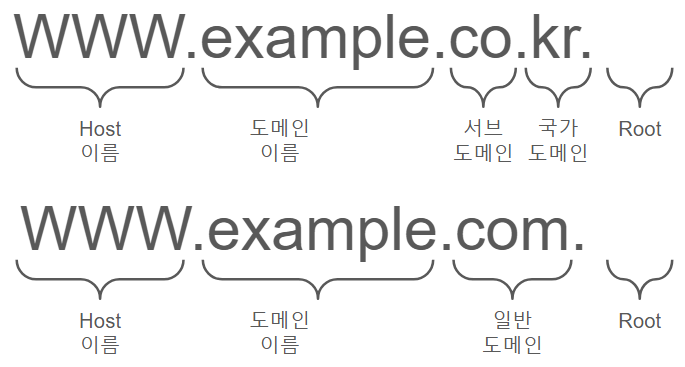 WWW.example.co.kr.
Host 이름
도메인 이름
서브 도메인
국가 도메인
Root
WWW.example.com.
Host 이름
도메인 이름
일반 도메인
Root